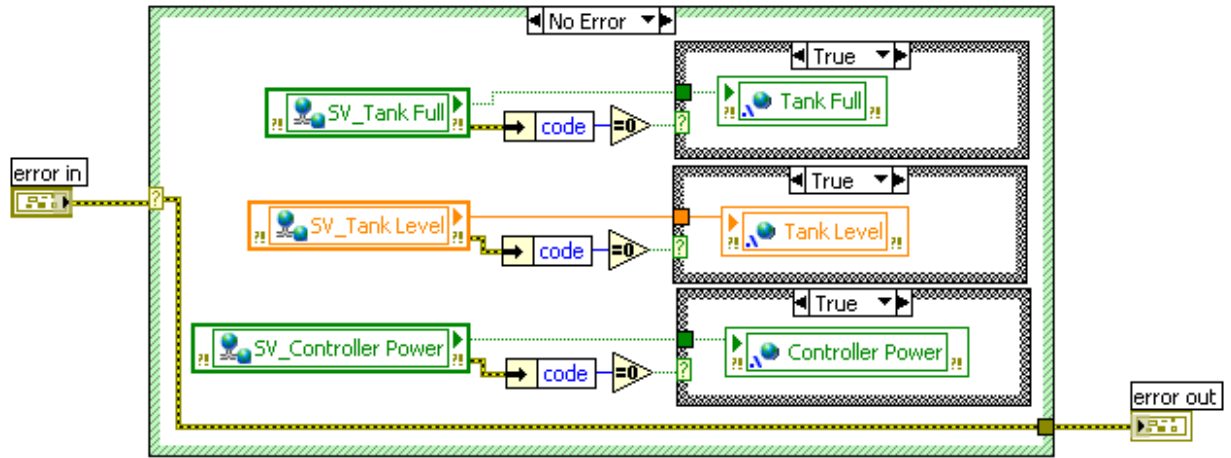 No Error
True
SV_Tank Full
Tank Full
?!
?!
?!
?!
code
=0
?
error in
?
True
SV_Tank Level
Tank Level
?!
?!
?!
?!
code
=0
?
True
SV_Controller Power
Controller Power
?!
?!
?!
?!
code
=0
?
error out